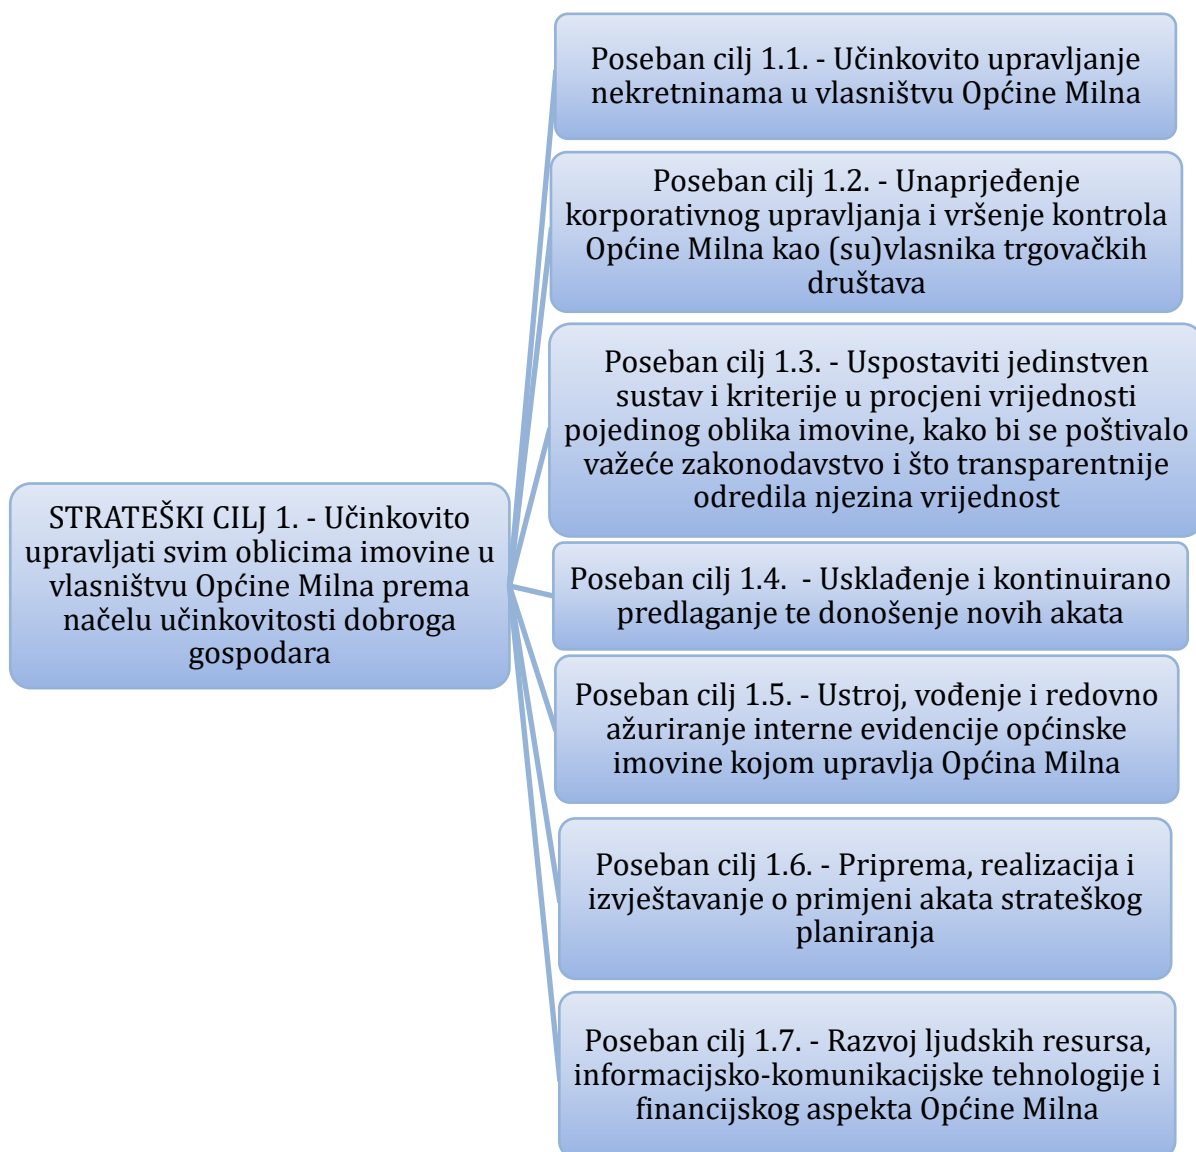 STRATEŠKI CILJ 1. - Učinkovito
upravljati svim oblicima imovine u
vlasništvu Općine Milna prema
načelu učinkovitosti dobroga
gospodara
Poseban cilj 1.1. - Učinkovito upravljanje
nekretninama u vlasništvu Općine Milna
Poseban cilj 1.2. - Unaprjeđenje
korporativnog upravljanja i vršenje kontrola
Općine Milna kao (su)vlasnika trgovačkih
društava
Poseban cilj 1.3. - Uspostaviti jedinstven
sustav i kriterije u procjeni vrijednosti
pojedinog oblika imovine, kako bi se poštivalo
važeće zakonodavstvo i što transparentnije
odredila njezina vrijednost
Poseban cilj 1.4. - Usklađenje i kontinuirano
predlaganje te donošenje novih akata
Poseban cilj 1.5. - Ustroj, vođenje i redovno
ažuriranje interne evidencije općinske
imovine kojom upravlja Općina Milna
Poseban cilj 1.6. - Priprema, realizacija i
izvještavanje o primjeni akata strateškog
planiranja
Poseban cilj 1.7. - Razvoj ljudskih resursa,
informacijsko-komunikacijske tehnologije i
financijskog aspekta Općine Milna